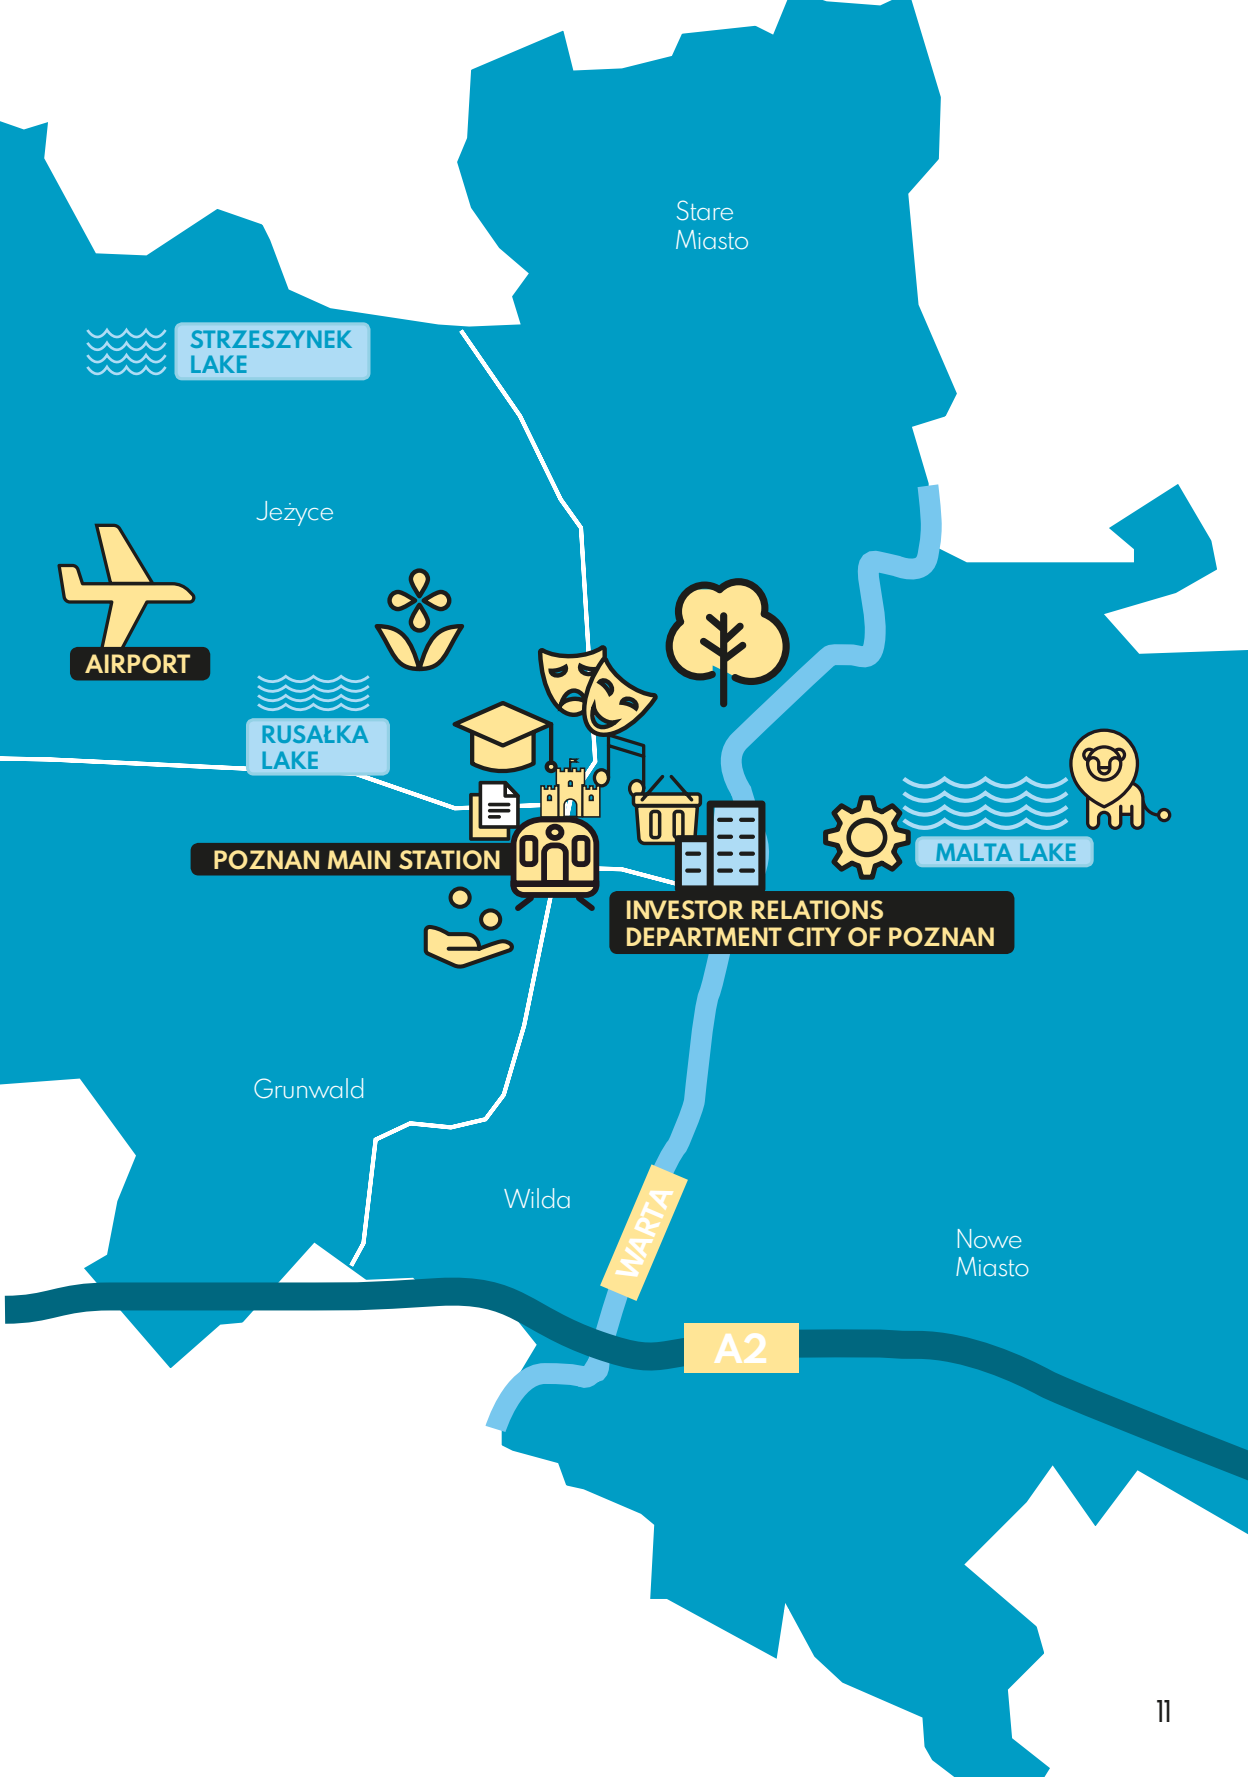 Stare
Miasto
STRZESZYNEK
LAKE
Jeżyce
AIRPORT
RUSAŁKA
LAKE
MALTA LAKE
POZNAN MAIN STATION
INVESTOR RELATIONS
DEPARTMENT CITY OF POZNAN
Grunwald
Wilda
WARTA
Nowe
Miasto
A2
11